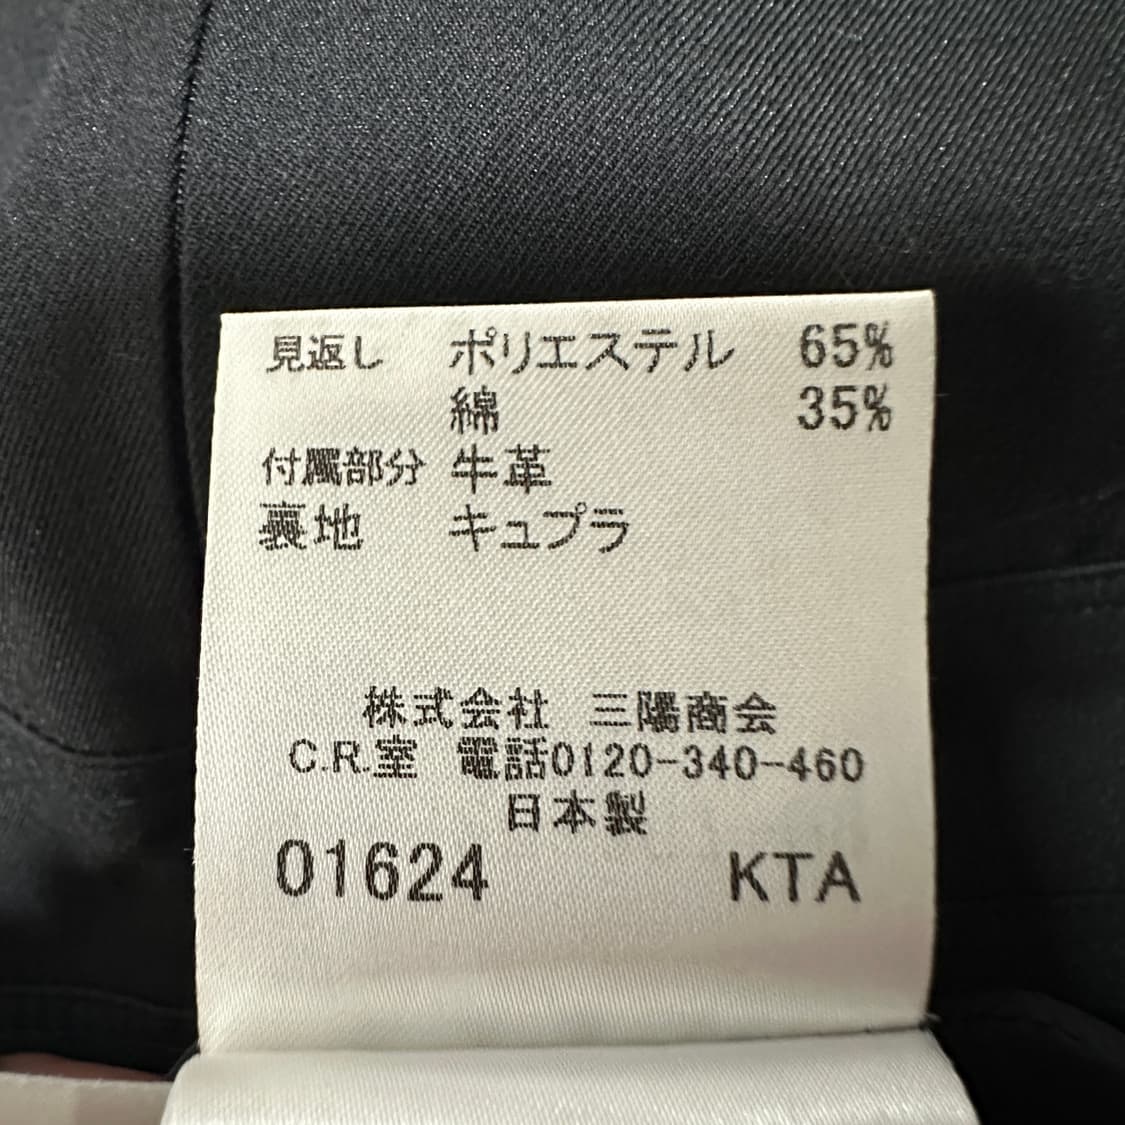 見返し ポリエステル 65%
綿 35%
付属部分 牛革
裏地 キュプラ
株式会社 三陽商会
C.R.室 電話0120-340-460
日本製
01624 KTA